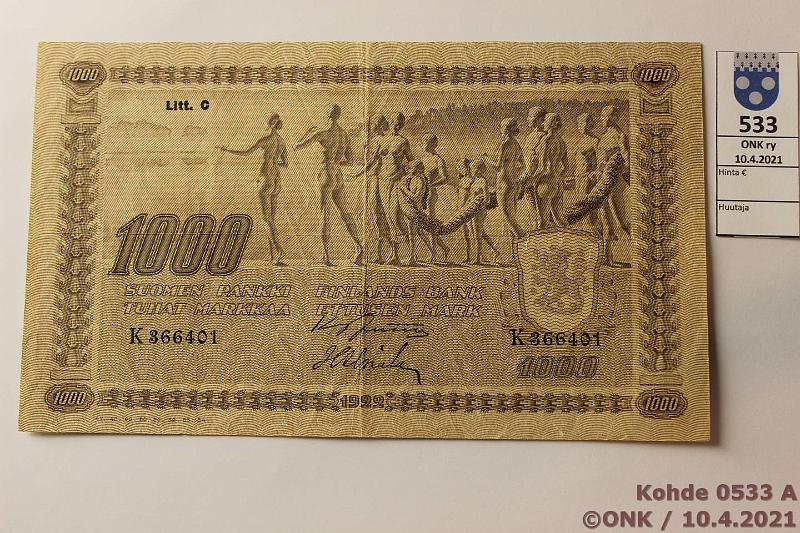 1000
1000
Litt. C
1000
SUOMEN PANKKI
TUHAT MARKKAA
FINLANDS BANK
ETTUSEN MARK
K 366401
K 366401
1000
1922
1000
1000
533
ONK ry
10.4.2021
Hinta €
Huutaja
Kohde 0533 A
©ONK / 10.4.2021